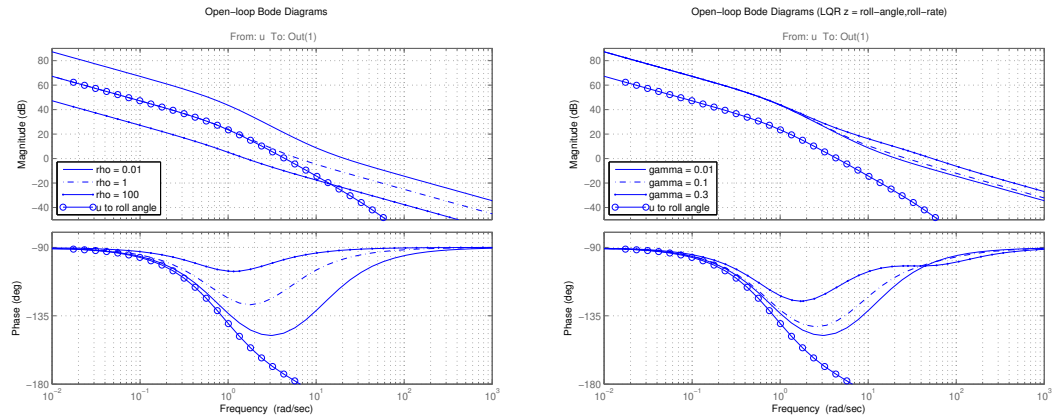 Open-loop Bode Diagrams
From: u To: Out(1)
Magnitude (dB)
80
60
40
20
0
-20
-40
rho = 0.01
rho = 1
rho = 100
u to roll angle
Phase (deg)
-90
-135
-180
10^-2
10^-1
10^0
10^1
10^2
10^3
Frequency (rad/sec)
Open-loop Bode Diagrams (LQR z = roll-angle,roll-rate)
From: u To: Out(1)
Magnitude (dB)
80
60
40
20
0
-20
-40
gamma = 0.01
gamma = 0.1
gamma = 0.3
u to roll angle
Phase (deg)
-90
-135
-180
10^-2
10^-1
10^0
10^1
10^2
10^3
Frequency (rad/sec)